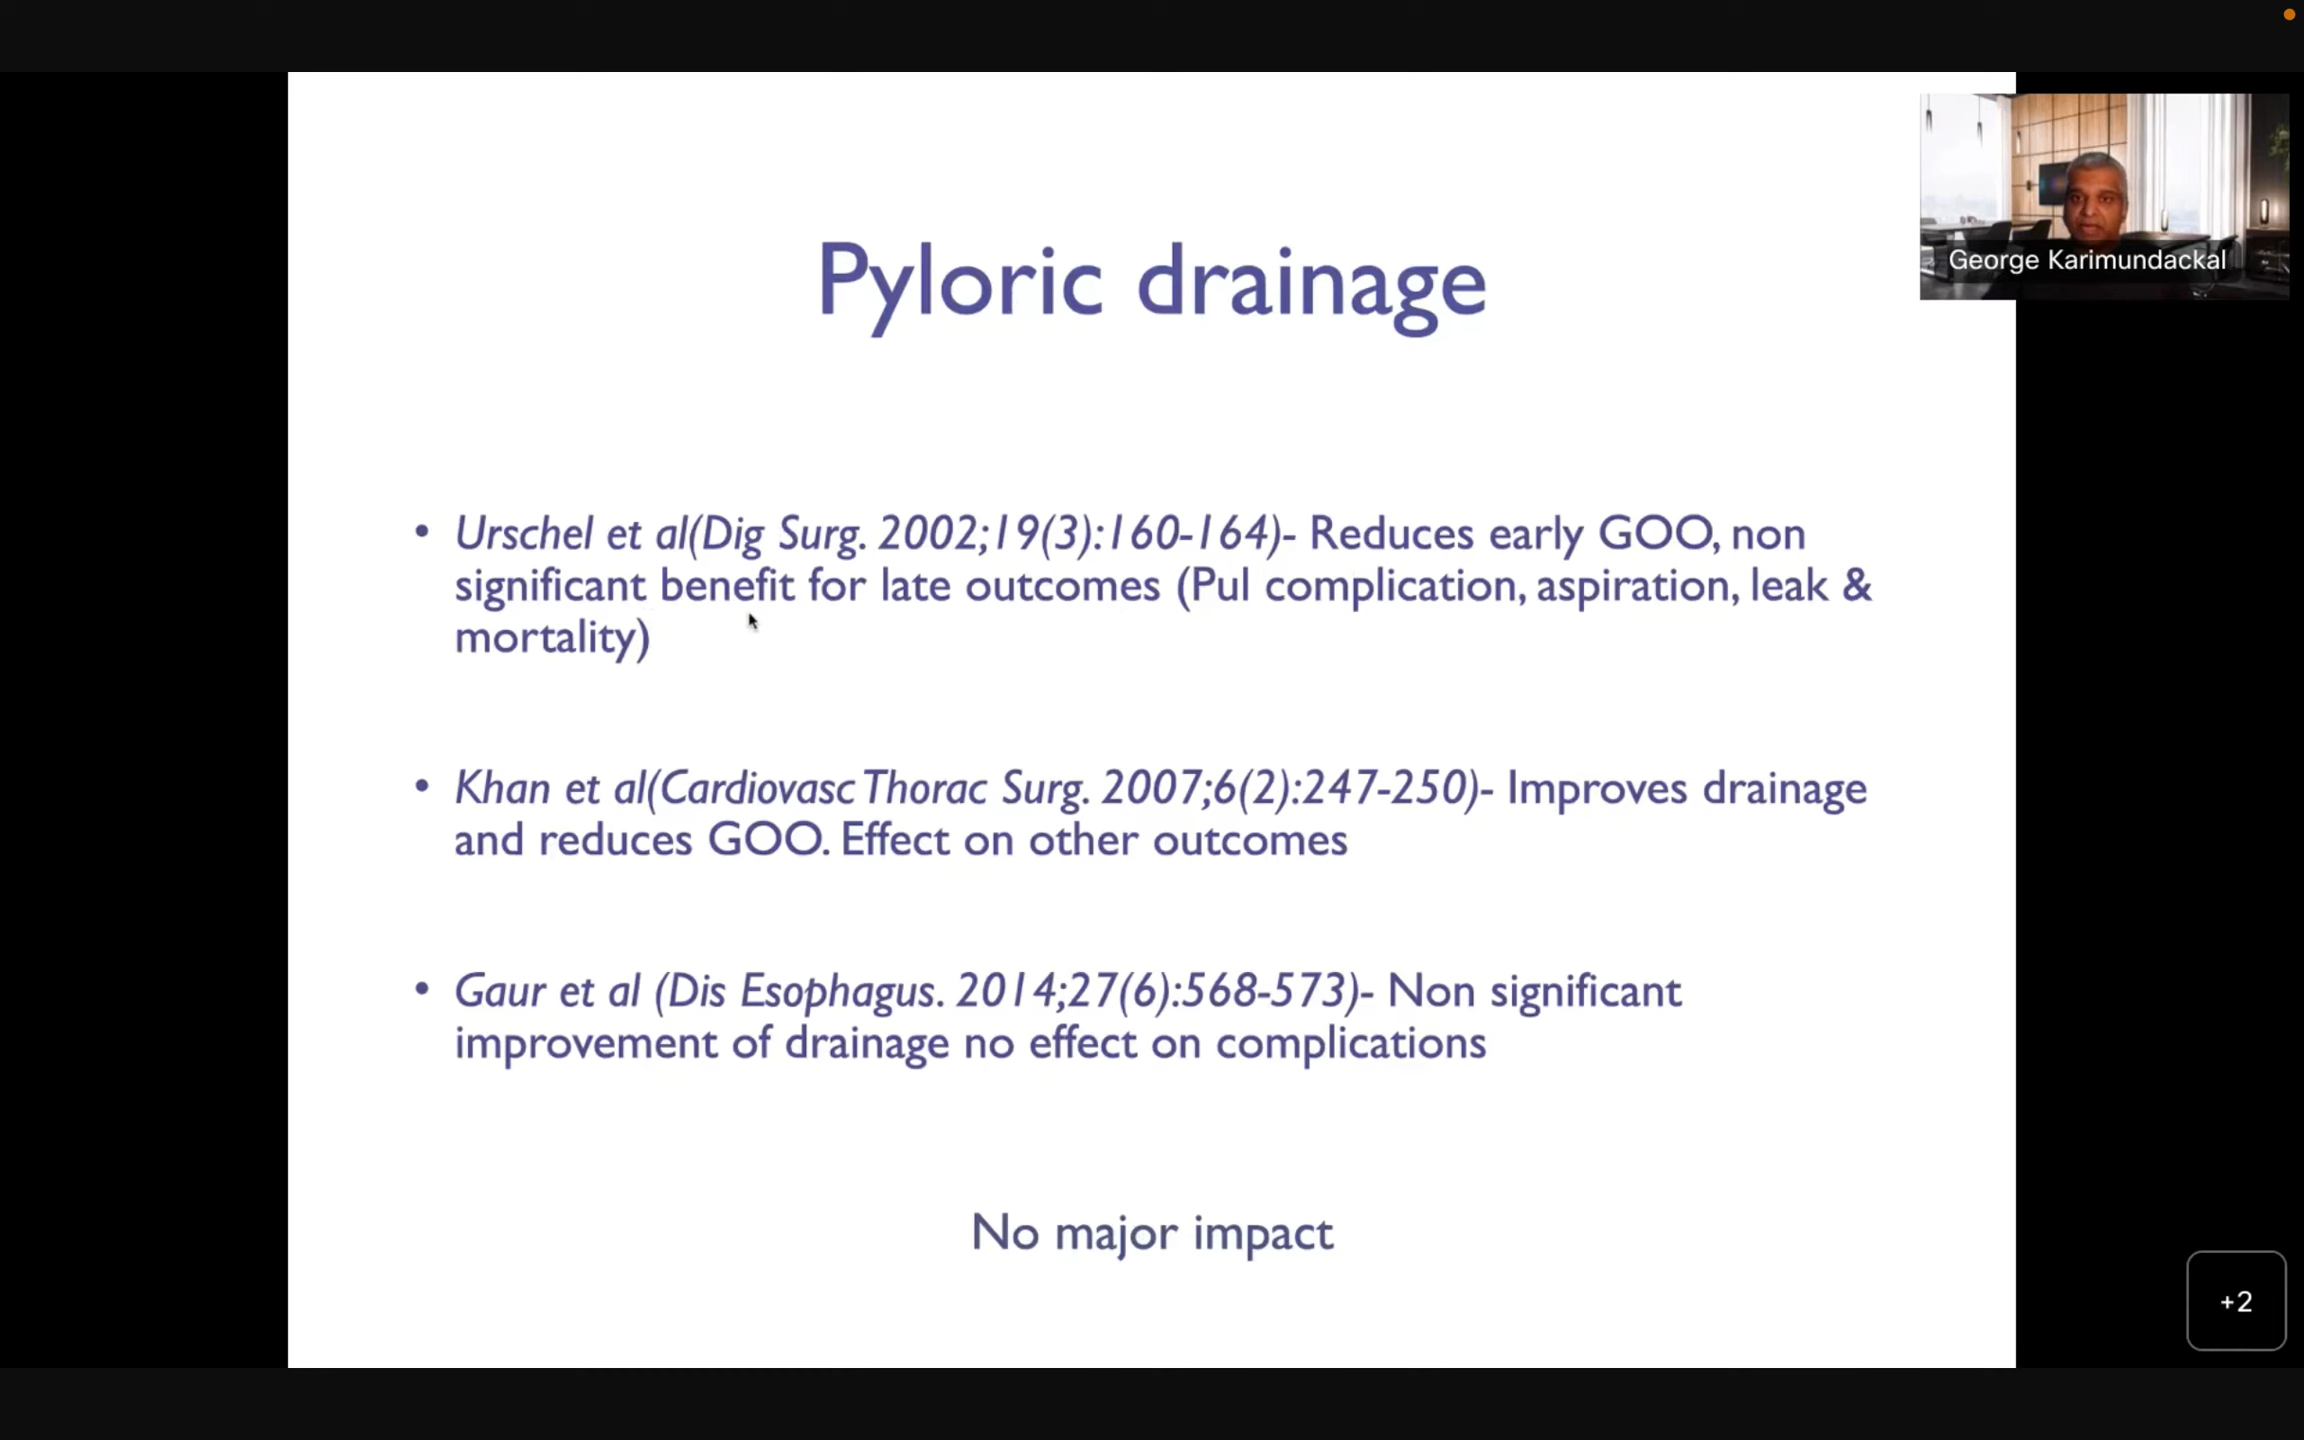 George Karimundackal
Pyloric drainage
• Urschel et al(Dig Surg. 2002;19(3):160-164)- Reduces early GOO, non
significant benefit for late outcomes (Pul complication, aspiration, leak &
mortality)
• Khan et al(Cardiovasc Thorac Surg. 2007;6(2):247-250)- Improves drainage
and reduces GOO. Effect on other outcomes
• Gaur et al (Dis Esophagus. 2014;27(6):568-573)- Non significant
improvement of drainage no effect on complications
No major impact
+2